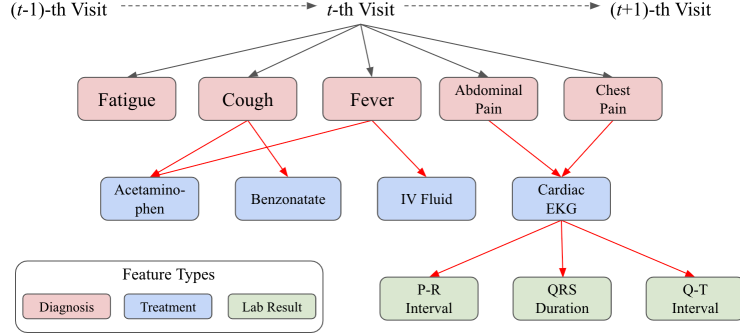 (t-1)-th Visit
t-th Visit
(t+1)-th Visit
Fatigue
Cough
Fever
Abdominal
Pain
Chest
Pain
Acetamino-
phen
Benzonatate
IV Fluid
Cardiac
EKG
P-R
Interval
QRS
Duration
Q-T
Interval
Feature Types
Diagnosis
Treatment
Lab Result